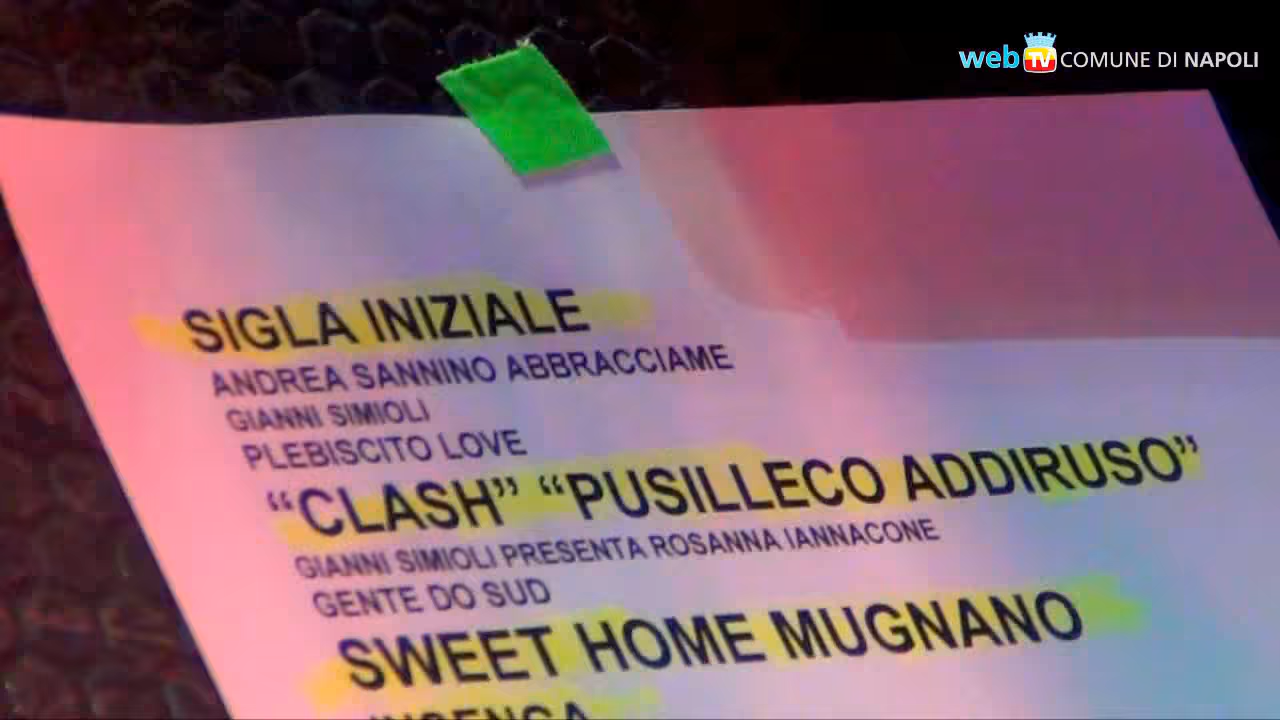 web TV COMUNE DI NAPOLI
SIGLA INIZIALE
ANDREA SANNINO ABBRACCIAME
GIANNI SIMIOLI
PLEBISCITO LOVE
“CLASH” “PUSILLECO ADDIRUSO”
GIANNI SIMIOLI PRESENTA ROSANNA IANNACONE
GENTE DO SUD
SWEET HOME MUGNANO